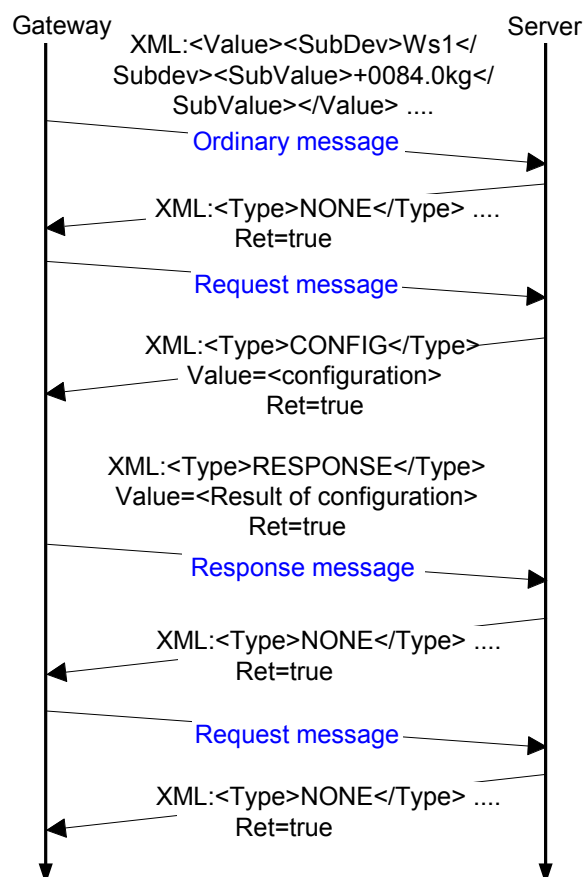 Gateway
Server
XML:<Value><SubDev>Ws1</
Subdev><SubValue>+0084.0kg</
SubValue></Value> ....
Ordinary message
XML:<Type>NONE</Type> ....
Ret=true
Request message
XML:<Type>CONFIG</Type>
Value=<configuration>
Ret=true
XML:<Type>RESPONSE</Type>
Value=<Result of configuration>
Ret=true
Response message
XML:<Type>NONE</Type> ....
Ret=true
Request message
XML:<Type>NONE</Type> ....
Ret=true